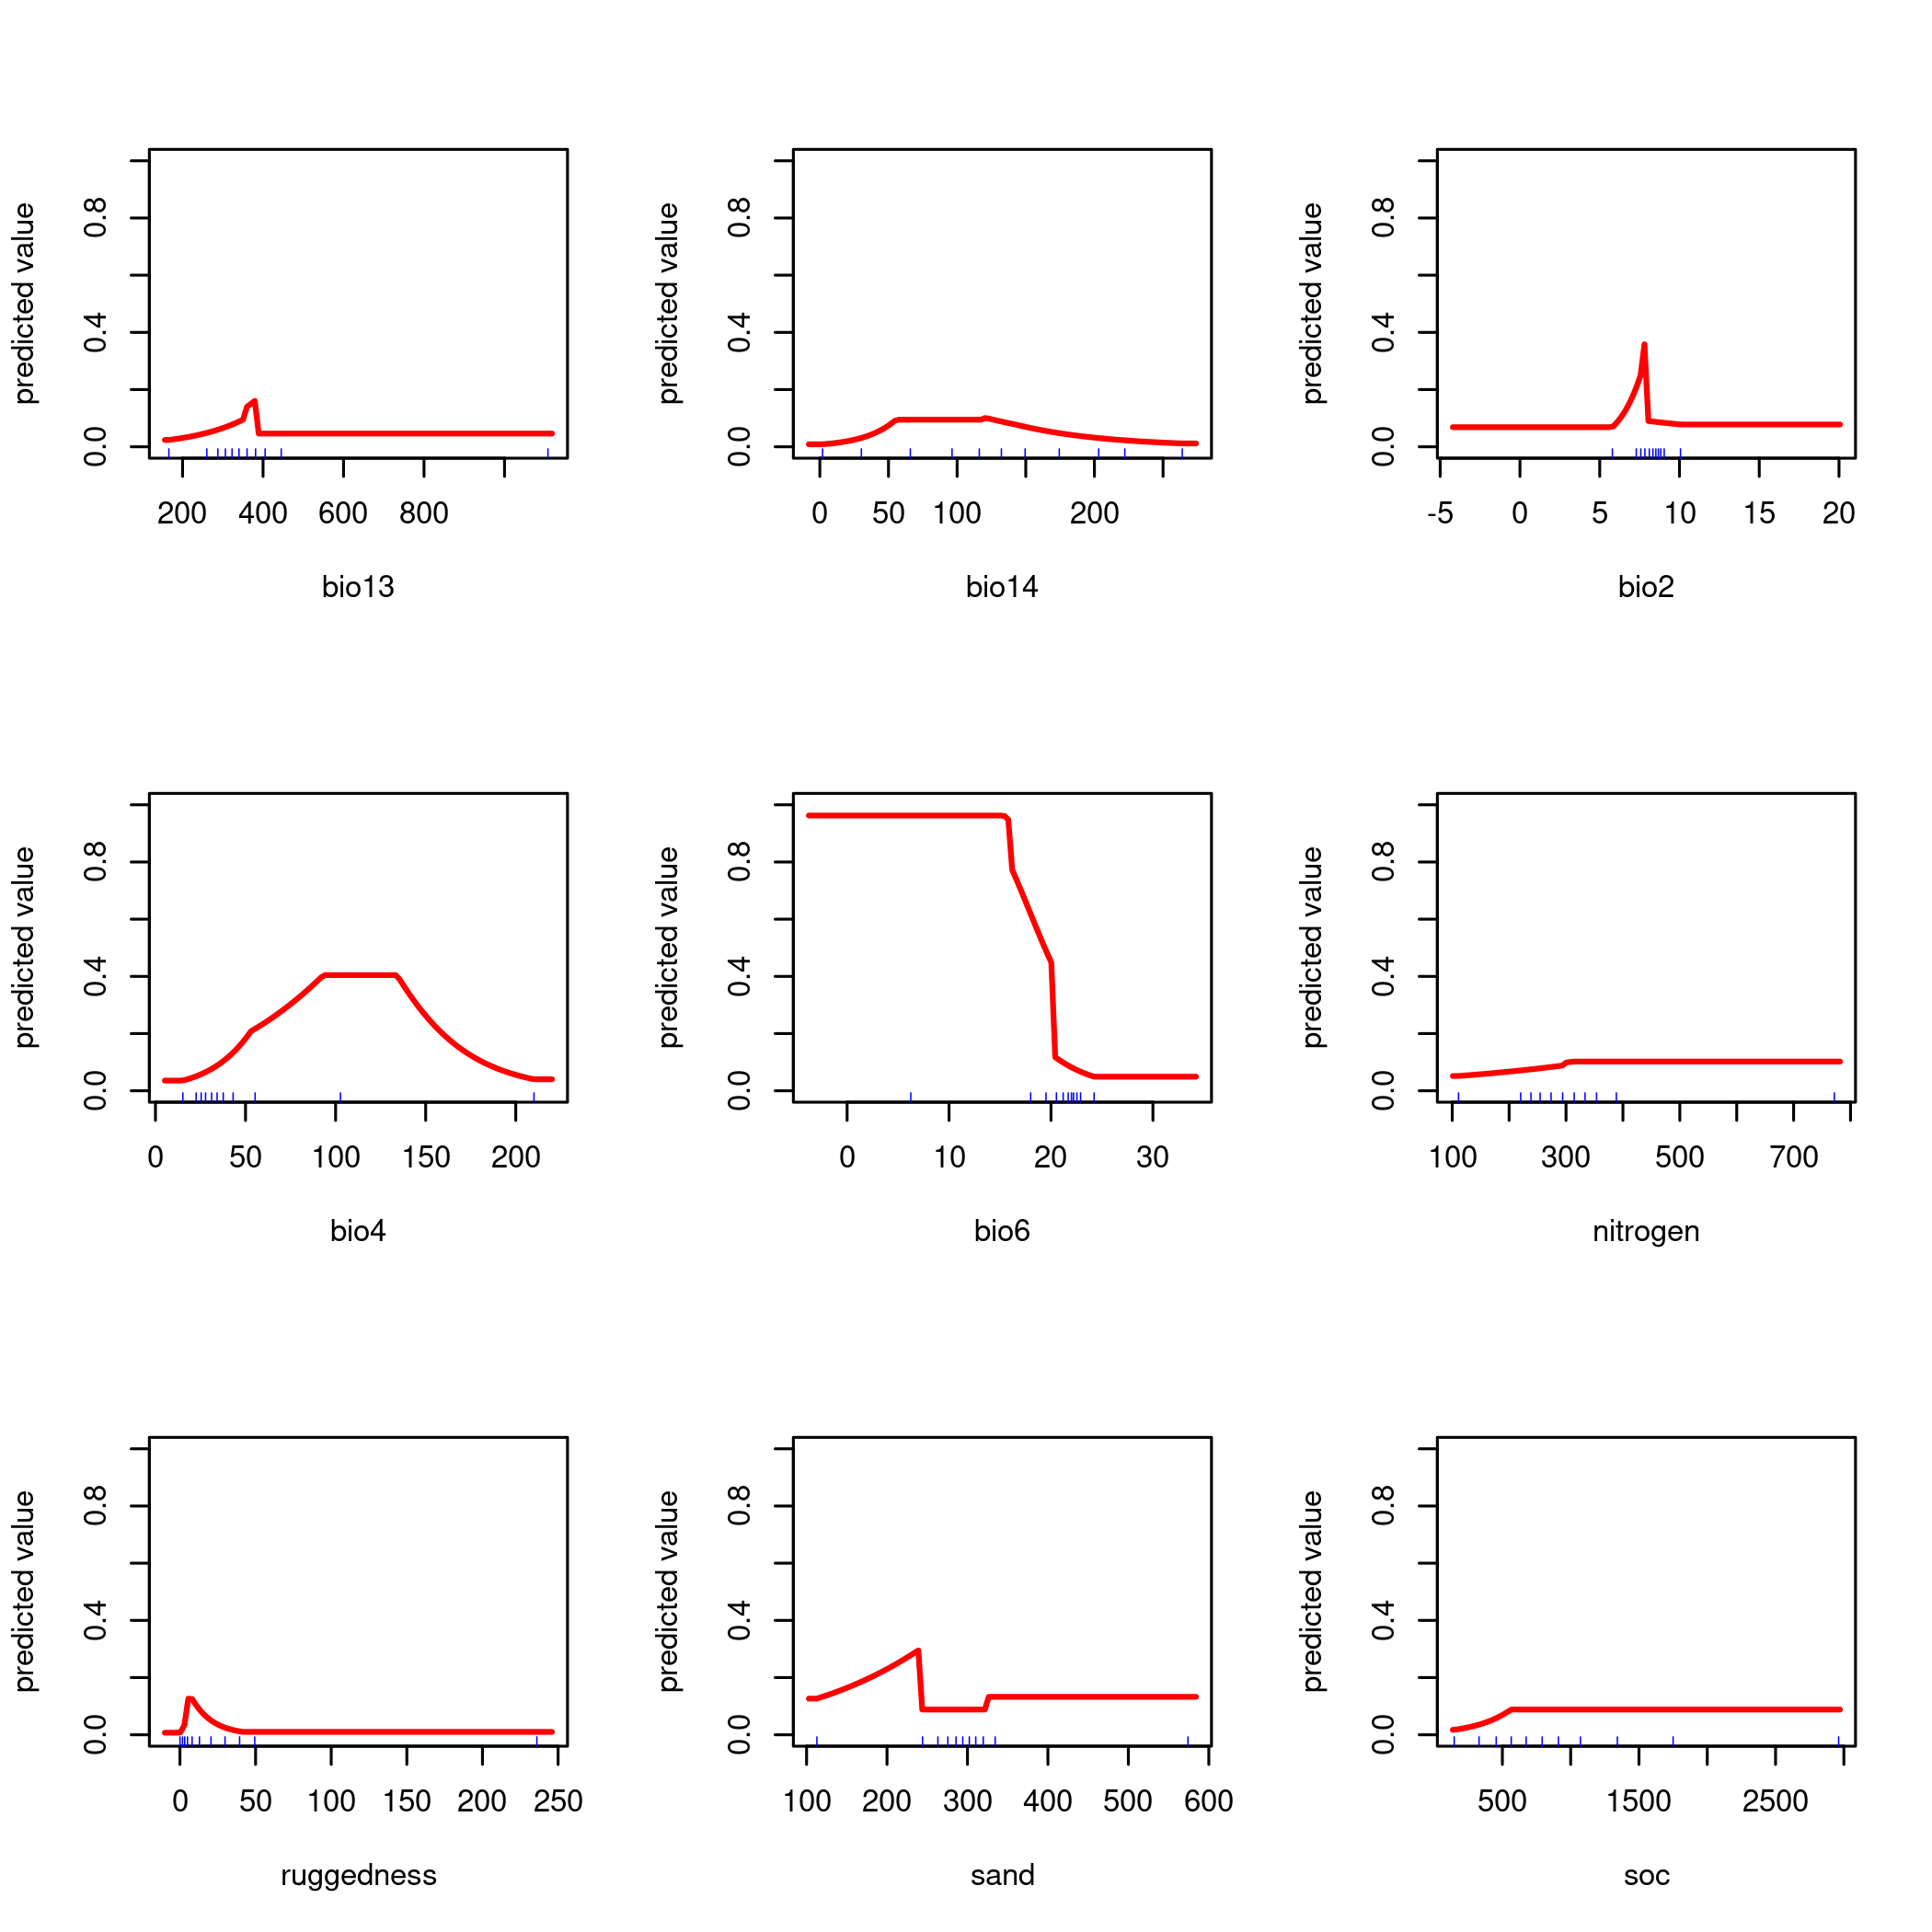 predicted value
0.0 0.4 0.8
200 400 600 800
bio13
predicted value
0.0 0.4 0.8
0 50 100 200
bio14
predicted value
0.0 0.4 0.8
-5 0 5 10 15 20
bio2
predicted value
0.0 0.4 0.8
0 50 100 150 200
bio4
predicted value
0.0 0.4 0.8
0 10 20 30
bio6
predicted value
0.0 0.4 0.8
100 300 500 700
nitrogen
predicted value
0.0 0.4 0.8
0 50 100 150 200 250
ruggedness
predicted value
0.0 0.4 0.8
100 200 300 400 500 600
sand
predicted value
0.0 0.4 0.8
500 1500 2500
soc